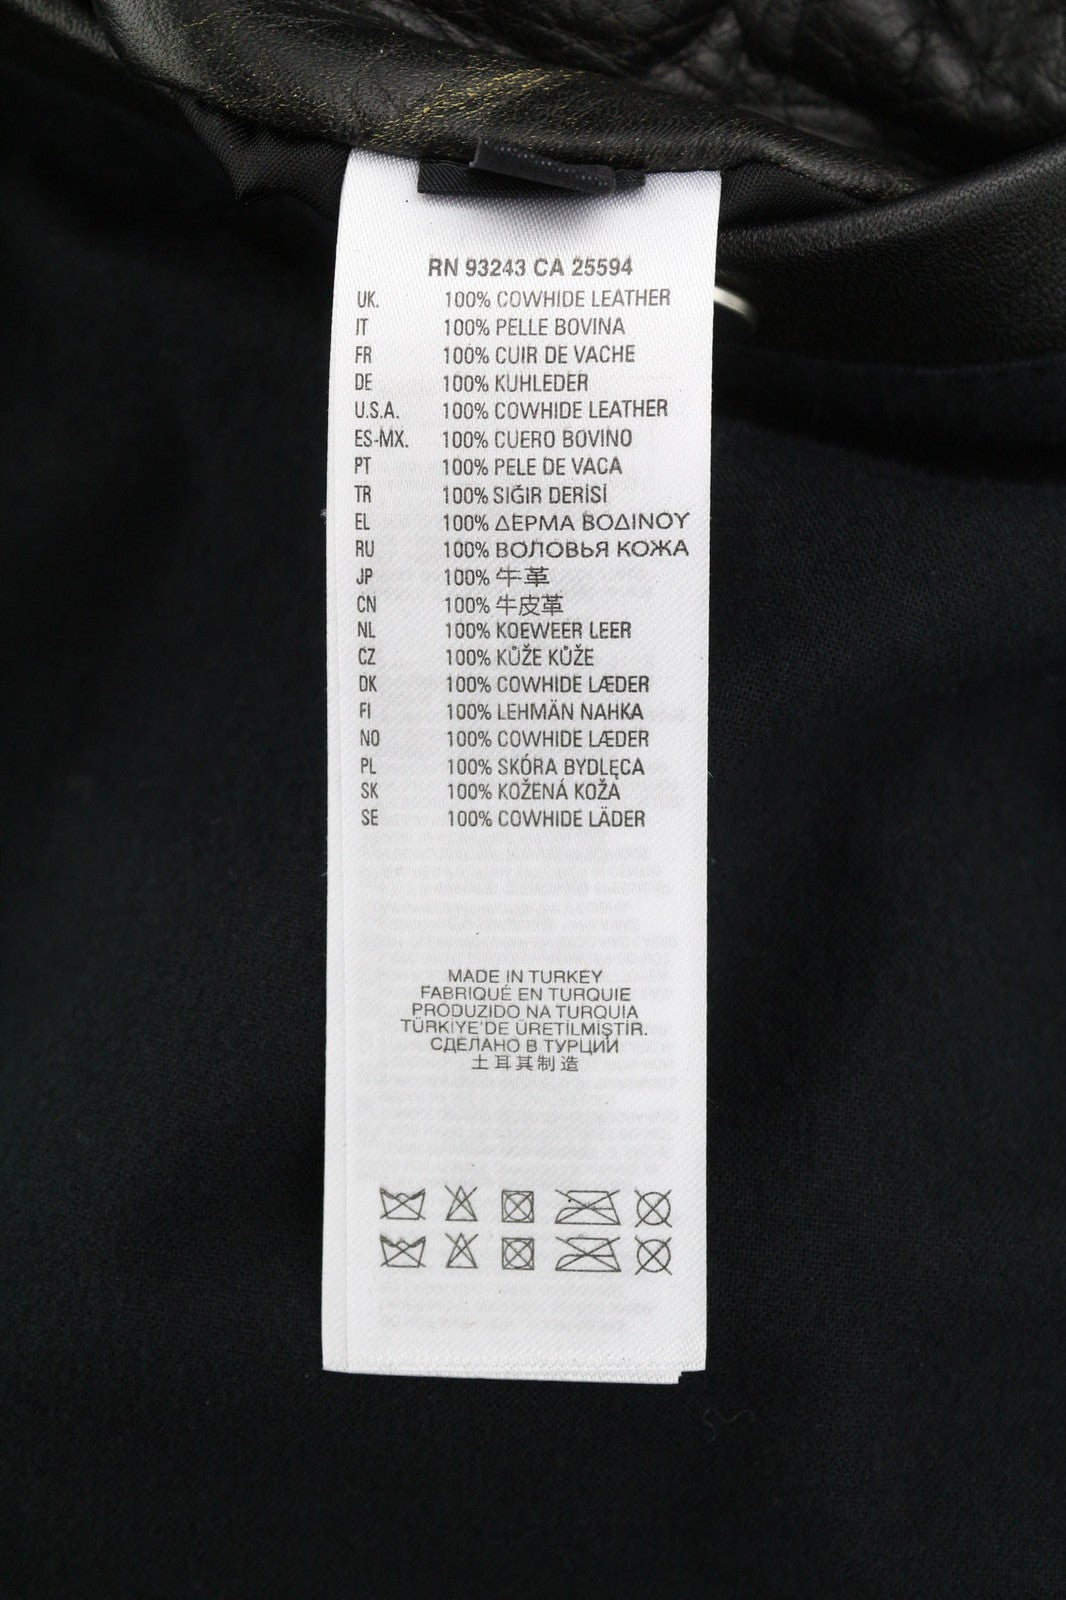 RN 93243 CA 25594
UK. 100% COWHIDE LEATHER
IT 100% PELLE BOVINA
FR 100% CUIR DE VACHE
DE 100% KUHLEDER
U.S.A. 100% COWHIDE LEATHER
ES-MX. 100% CUERO BOVINO
PT 100% PELE DE VACA
TR 100% SIĞIR DERİSİ
EL 100% ΔΕΡΜΑ ΒΟΔΙΝΟΥ
RU 100% ВОЛОВЬЯ КОЖА
JP 100% 牛革
CN 100% 牛皮革
NL 100% KOEWEER LEER
CZ 100% KŮŽE KŮŽE
DK 100% COWHIDE LÆDER
FI 100% LEHMÄN NAHKA
NO 100% COWHIDE LÆDER
PL 100% SKÓRA BYDLĘCA
SK 100% KOŽENÁ KOŽA
SE 100% COWHIDE LÄDER
MADE IN TURKEY
FABRIQUÉ EN TURQUIE
PRODUZIDO NA TURQUIA
TÜRKİYE'DE ÜRETİLMİŞTİR.
СДЕЛАНО В ТУРЦИИ
土耳其制造